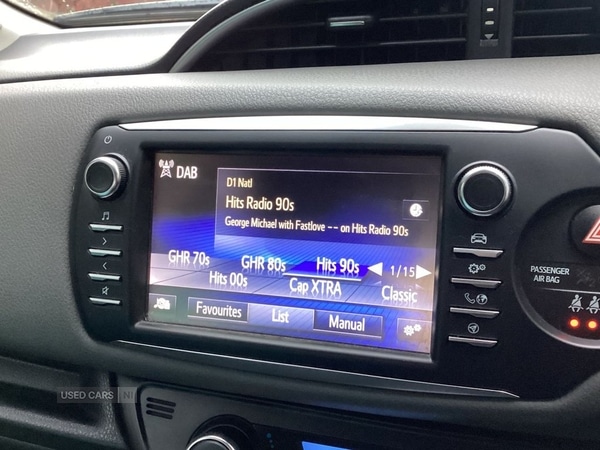 DAB
D1 Natl
Hits Radio 90s
George Michael with Fastlove -- on Hits Radio 90s
GHR 70s GHR 80s Hits 90s 1/15
Hits 00s Cap XTRA Classic
Favourites List Manual
PASSENGER
AIR BAG
USED CARS NI